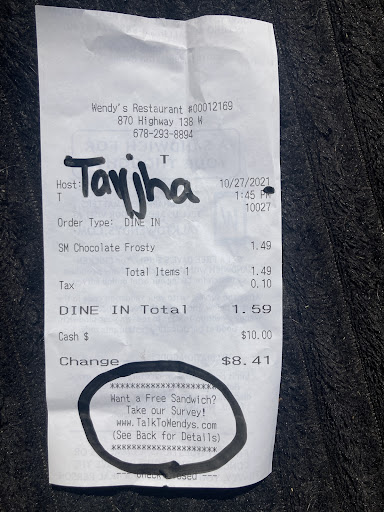 Wendy's Restaurant #00012169
870 Highway 138 W
678-293-8894
T
Host: Tayjha 10/27/2021
T 1:45 PM
10027
Order Type: DINE IN
SM Chocolate Frosty 1.49
Total Items 1 1.49
Tax 0.10
DINE IN Total 1.59
Cash $ $10.00
Change $8.41
************************
Want a Free Sandwich?
Take our Survey!
www.TalkToWendys.com
(See Back for Details)
************************
--- Check Closed ---